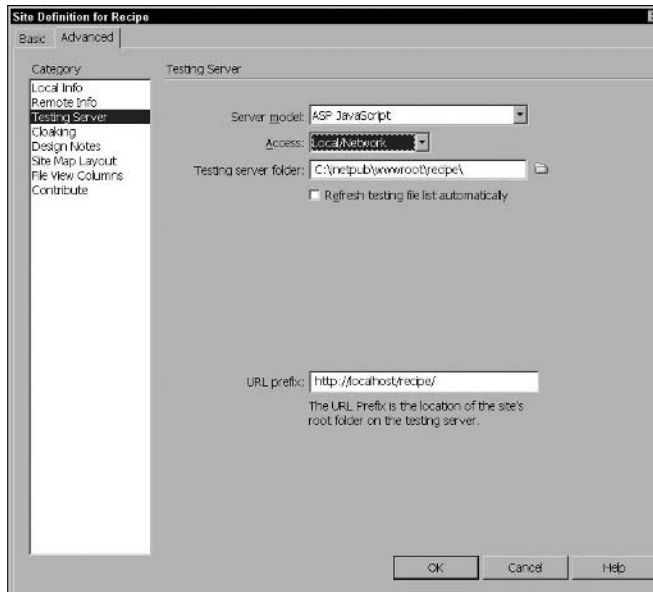 Site Definition for Recipe
Basic
Advanced
Category
Local Info
Remote Info
Testing Server
Cloaking
Design Notes
Site Map Layout
File View Columns
Contribute
Testing Server
Server model: ASP JavaScript
Access: Local/Network
Testing server folder: C:\netpub\wwwroot\recipe\
Refresh testing file list automatically
URL prefix: http://localhost/recipe/
The URL Prefix is the location of the site's
root folder on the testing server.
OK
Cancel
Help